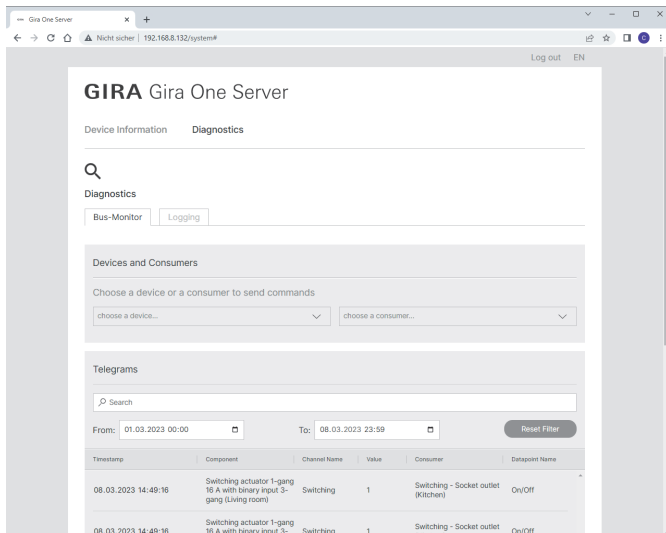 Gira One Server
Nicht sicher 192.168.8.132/system#
C
Log out EN
GIRA Gira One Server
Device Information Diagnostics
Diagnostics
Bus-Monitor Logging
Devices and Consumers
Choose a device or a consumer to send commands
choose a device... choose a consumer...
Telegrams
Search
From: 01.03.2023 00:00 To: 08.03.2023 23:59 Reset Filter
Timestamp Component Channel Name Value Consumer Datapoint Name
Switching actuator 1-gang
08.03.2023 14:49:16 16 A with binary input 3- Switching 1 Switching - Socket outlet On/Off
gang (Living room) (Kitchen)
Switching actuator 1-gang
08.03.2023 14:49:16 16 A with binary input 3- Switching 1 Switching - Socket outlet On/Off